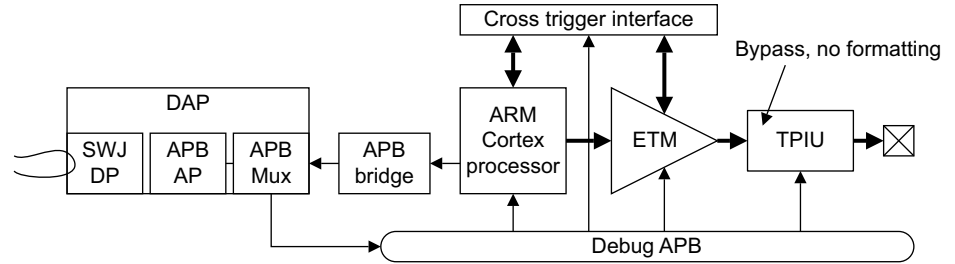 Cross trigger interface
Bypass, no formatting
DAP
SWJ
DP
APB
AP
APB
Mux
APB
bridge
ARM
Cortex
processor
ETM
TPIU
Debug APB